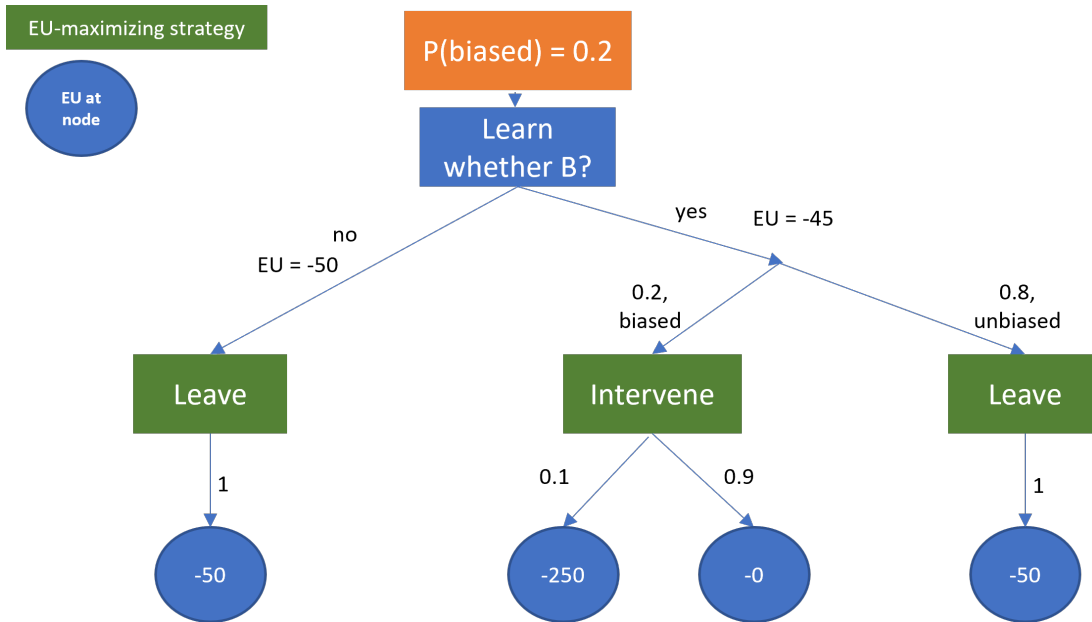 EU-maximizing strategy
EU at
node
P(biased) = 0.2
Learn
whether B?
no
EU = -50
yes
EU = -45
0.2,
biased
0.8,
unbiased
Leave
Intervene
Leave
1
0.1
0.9
1
-50
-250
-0
-50